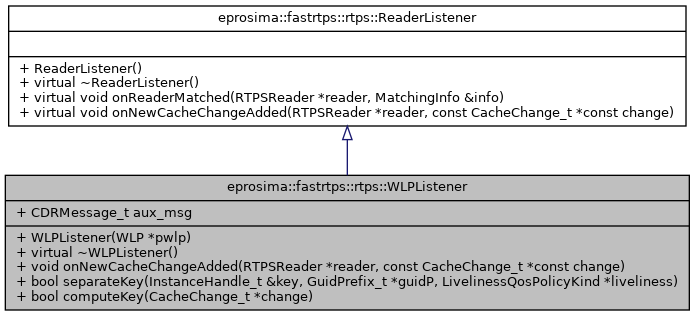 eprosima::fastrtps::rtps::ReaderListener
+ ReaderListener()
+ virtual ~ReaderListener()
+ virtual void onReaderMatched(RTPSReader *reader, MatchingInfo &info)
+ virtual void onNewCacheChangeAdded(RTPSReader *reader, const CacheChange_t *const change)
eprosima::fastrtps::rtps::WLPListener
+ CDRMessage_t aux_msg
+ WLPListener(WLP *pwlp)
+ virtual ~WLPListener()
+ void onNewCacheChangeAdded(RTPSReader *reader, const CacheChange_t *const change)
+ bool separateKey(InstanceHandle_t &key, GuidPrefix_t *guidP, LivelinessQosPolicyKind *liveliness)
+ bool computeKey(CacheChange_t *change)